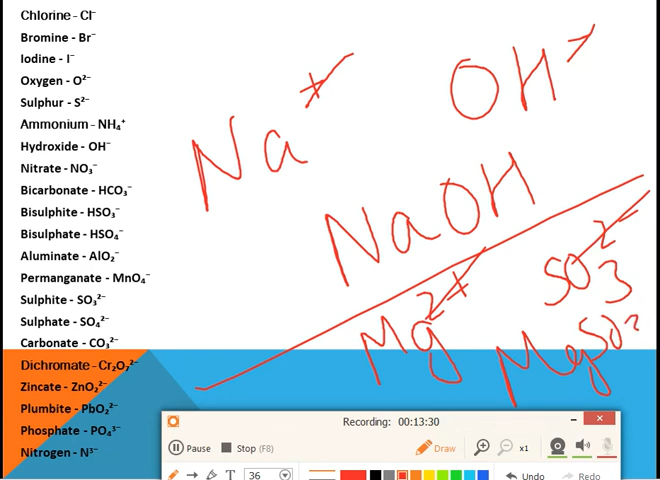 Chlorine - Cl⁻
Bromine - Br⁻
Iodine - I⁻
Oxygen - O²⁻
Sulphur - S²⁻
Ammonium - NH₄⁺
Hydroxide - OH⁻
Nitrate - NO₃⁻
Bicarbonate - HCO₃⁻
Bisulphite - HSO₃⁻
Bisulphate - HSO₄⁻
Aluminate - AlO₂⁻
Permanganate - MnO₄⁻
Sulphite - SO₃²⁻
Sulphate - SO₄²⁻
Carbonate - CO₃²⁻
Dichromate - Cr₂O₇²⁻
Zincate - ZnO₂²⁻
Plumbite - PbO₂²⁻
Phosphate - PO₄³⁻
Nitrogen - N³⁻
Na⁺ OH⁻
NaOH
Mg²⁺ SO₃²⁻
Recording: 00:13:30
Pause Stop (F8) Draw x1
T 36 Undo Redo